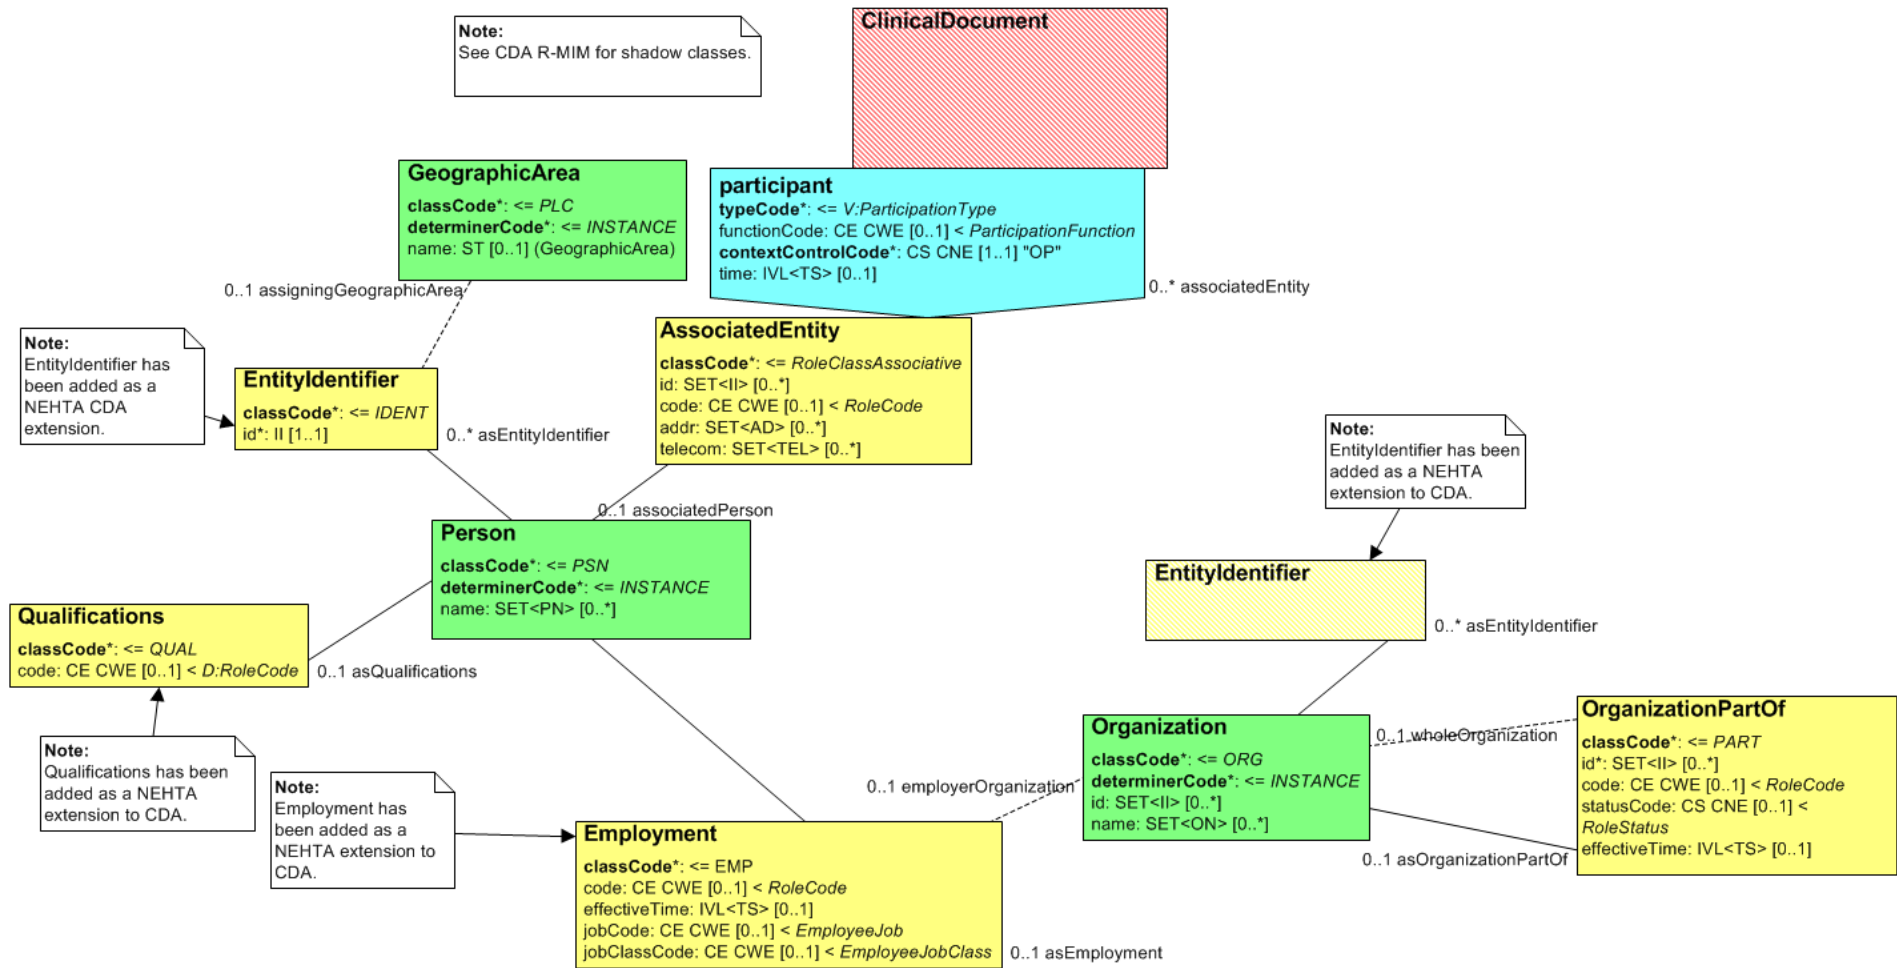 Note:
See CDA R-MIM for shadow classes.
ClinicalDocument
GeographicArea
classCode*: <= PLC
determinerCode*: <= INSTANCE
name: ST [0..1] (GeographicArea)
participant
typeCode*: <= V:ParticipationType
functionCode: CE CWE [0..1] < ParticipationFunction
contextControlCode*: CS CNE [1..1] "OP"
time: IVL<TS> [0..1]
0..1 assigningGeographicArea
0..* associatedEntity
Note:
EntityIdentifier has
been added as a
NEHTA CDA
extension.
EntityIdentifier
classCode*: <= IDENT
id*: II [1..1]
0..* asEntityIdentifier
AssociatedEntity
classCode*: <= RoleClassAssociative
id: SET<II> [0..*]
code: CE CWE [0..1] < RoleCode
addr: SET<AD> [0..*]
telecom: SET<TEL> [0..*]
Note:
EntityIdentifier has been
added as a NEHTA
extension to CDA.
0..1 associatedPerson
Person
classCode*: <= PSN
determinerCode*: <= INSTANCE
name: SET<PN> [0..*]
EntityIdentifier
0..* asEntityIdentifier
Qualifications
classCode*: <= QUAL
code: CE CWE [0..1] < D:RoleCode
0..1 asQualifications
Note:
Qualifications has been
added as a NEHTA
extension to CDA.
Note:
Employment has
been added as a
NEHTA extension to
CDA.
0..1 employerOrganization
Organization
classCode*: <= ORG
determinerCode*: <= INSTANCE
id: SET<II> [0..*]
name: SET<ON> [0..*]
0..1 wholeOrganization
0..1 asOrganizationPartOf
OrganizationPartOf
classCode*: <= PART
id*: SET<II> [0..*]
code: CE CWE [0..1] < RoleCode
statusCode: CS CNE [0..1] <
RoleStatus
effectiveTime: IVL<TS> [0..1]
Employment
classCode*: <= EMP
code: CE CWE [0..1] < RoleCode
effectiveTime: IVL<TS> [0..1]
jobCode: CE CWE [0..1] < EmployeeJob
jobClassCode: CE CWE [0..1] < EmployeeJobClass
0..1 asEmployment